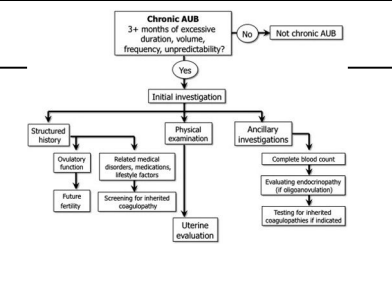 Chronic AUB
3+ months of excessive
duration, volume,
frequency, unpredictability?
No
Not chronic AUB
Yes
Initial investigation
Structured
history
Physical
examination
Ancillary
investigations
Ovulatory
function
Related medical
disorders, medications,
lifestyle factors
Complete blood count
Future
fertility
Screening for inherited
coagulopathy
Evaluating endocrinopathy
(if oligoanovulation)
Uterine
evaluation
Testing for inherited
coagulopathies if indicated